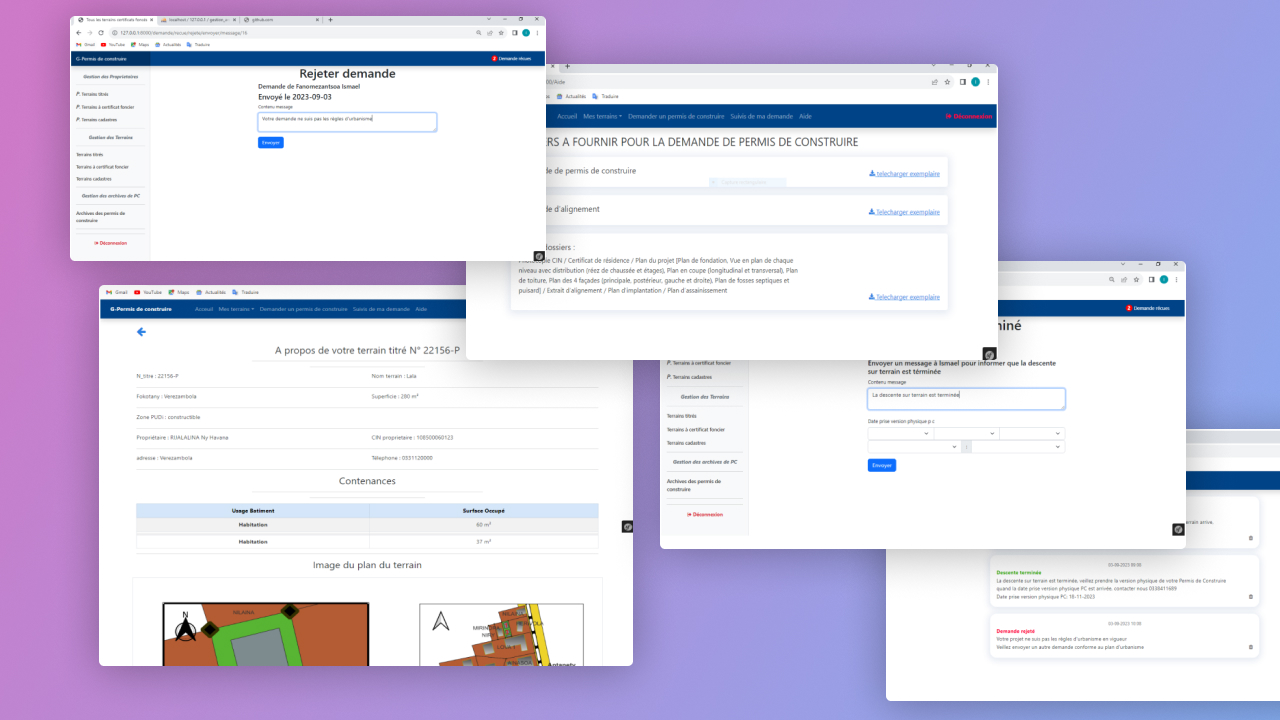 Tous les terrains certificats foncie
localhost / 127.0.0.1 / gestion_u
github.com
127.0.0.1:8000/demande/recus/rejete/envoyer/message/16
Gmail YouTube Maps Actualités Traduire
G-Permis de construire
2 Demande récues
Gestion des Proprietaires
P. Terrains titrés
P. Terrains à certificat foncier
P. Terrains cadastres
Gestion des Terrains
Terrains titrés
Terrains à certificat foncier
Terrains cadastres
Gestion des archives de PC
Archives des permis de
construire
Déconnexion
Rejeter demande
Demande de Fanomezantsoa Ismael
Envoyé le 2023-09-03
Contenu message
Votre demande ne suis pas les règles d'urbanisme
Envoyer
00/Aide
Actualités Traduire
Accueil Mes terrains Demander un permis de construire Suivis de ma demande Aide
Déconnexion
RS A FOURNIR POUR LA DEMANDE DE PERMIS DE CONSTRUIRE
de de permis de construire
telecharger exemplaire
de d'alignement
Telecharger exemplaire
dossiers :
Photocopie CIN / Certificat de résidence / Plan du projet [Plan de fondation, Vue en plan de chaque
niveau avec distribution (réez de chaussée et étages), Plan en coupe (longitudinal et transversal), Plan
de toiture, Plan des 4 façades (principale, postérieur, gauche et droite), Plan de fosses septiques et
puisard] / Extrait d'alignement / Plan d'implantation / Plan d'assainissement
Telecharger exemplaire
Gmail YouTube Maps Actualités Traduire
G-Permis de construire
Acceuil Mes terrains Demander un permis de construire Suivis de ma demande Aide
A propos de votre terrain titré N° 22156-P
N_titre : 22156-P
Nom terrain : Lala
Fokotany : Verezambola
Superficie : 280 m²
Zone PUDi : constructible
Propriétaire : RIJALALINA Ny Havana
CIN proprietaire : 108500060123
adresse : Verezambola
Télephone : 0331120000
Contenances
Usage Batiment
Surface Occupé
Habitation
60 m²
Habitation
37 m²
Image du plan du terrain
N
Antanety
2 Demande récues
miné
Envoyer un message à Ismael pour informer que la descente
sur terrain est términée
Contenu message
La descente sur terrain est terminée
Date prise version physique p.c
Envoyer
P. Terrains à certificat foncier
P. Terrains cadastres
Gestion des Terrains
Terrains titrés
Terrains à certificat foncier
Terrains cadastres
Gestion des archives de PC
Archives des permis de
construire
Déconnexion
terrain arrive,
03-09-2023 09:00
Descente terminée
La descente sur terrain est terminée, veillez prendre la version physique de votre Permis de Construire
quand la date prise version physique PC est arrivée, contacter nous 0338411689
Date prise version physique PC: 10-11-2023
03-09-2023 10:00
Demande rejeté
Votre projet ne suis pas les règles d'urbanisme en vigueur
Veillez envoyer un autre demande conforme au plan d'urbanisme